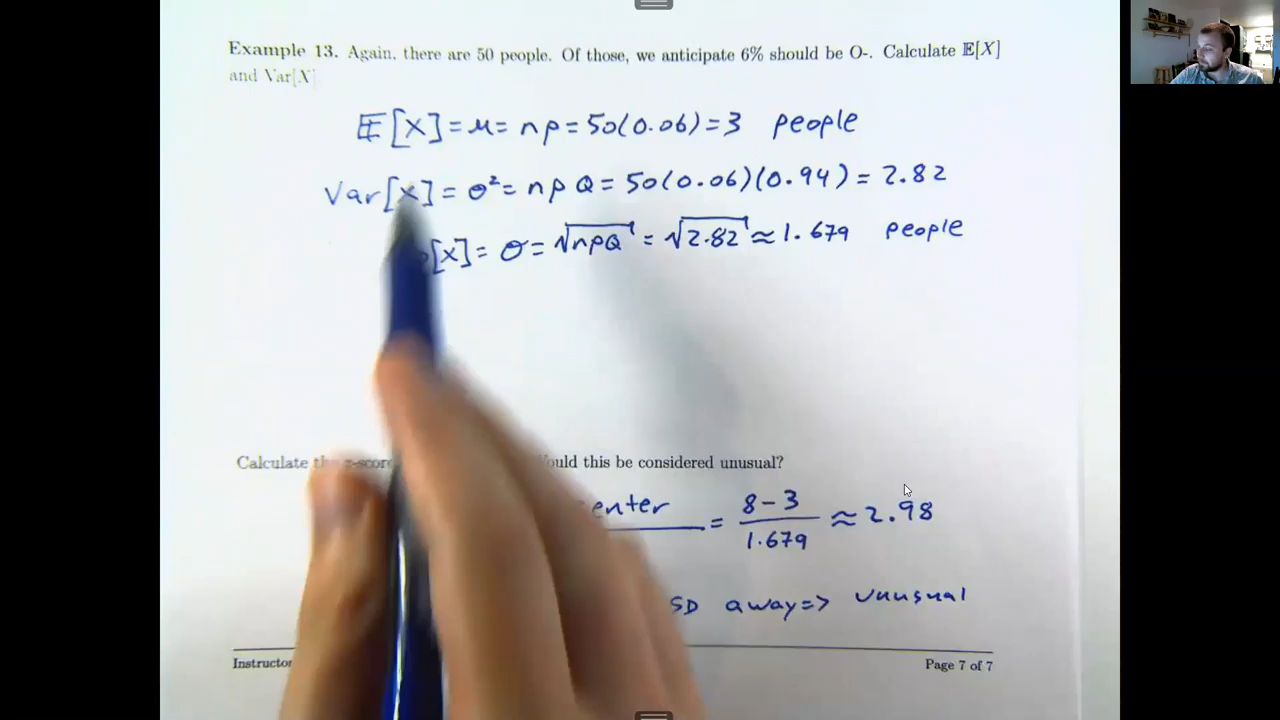 Example 13. Again, there are 50 people. Of those, we anticipate 6% should be O-. Calculate 𝔼[X]
and Var[X]
𝔼[X] = μ = np = 50(0.06) = 3 people
Var[X] = σ² = npq = 50(0.06)(0.94) = 2.82
[X] = σ = √npq = √2.82 ≈ 1.679 people
Calculate the z-score ould this be considered unusual?
enter = 8-3 / 1.679 ≈ 2.98
SD away => unusual
Instructor Page 7 of 7